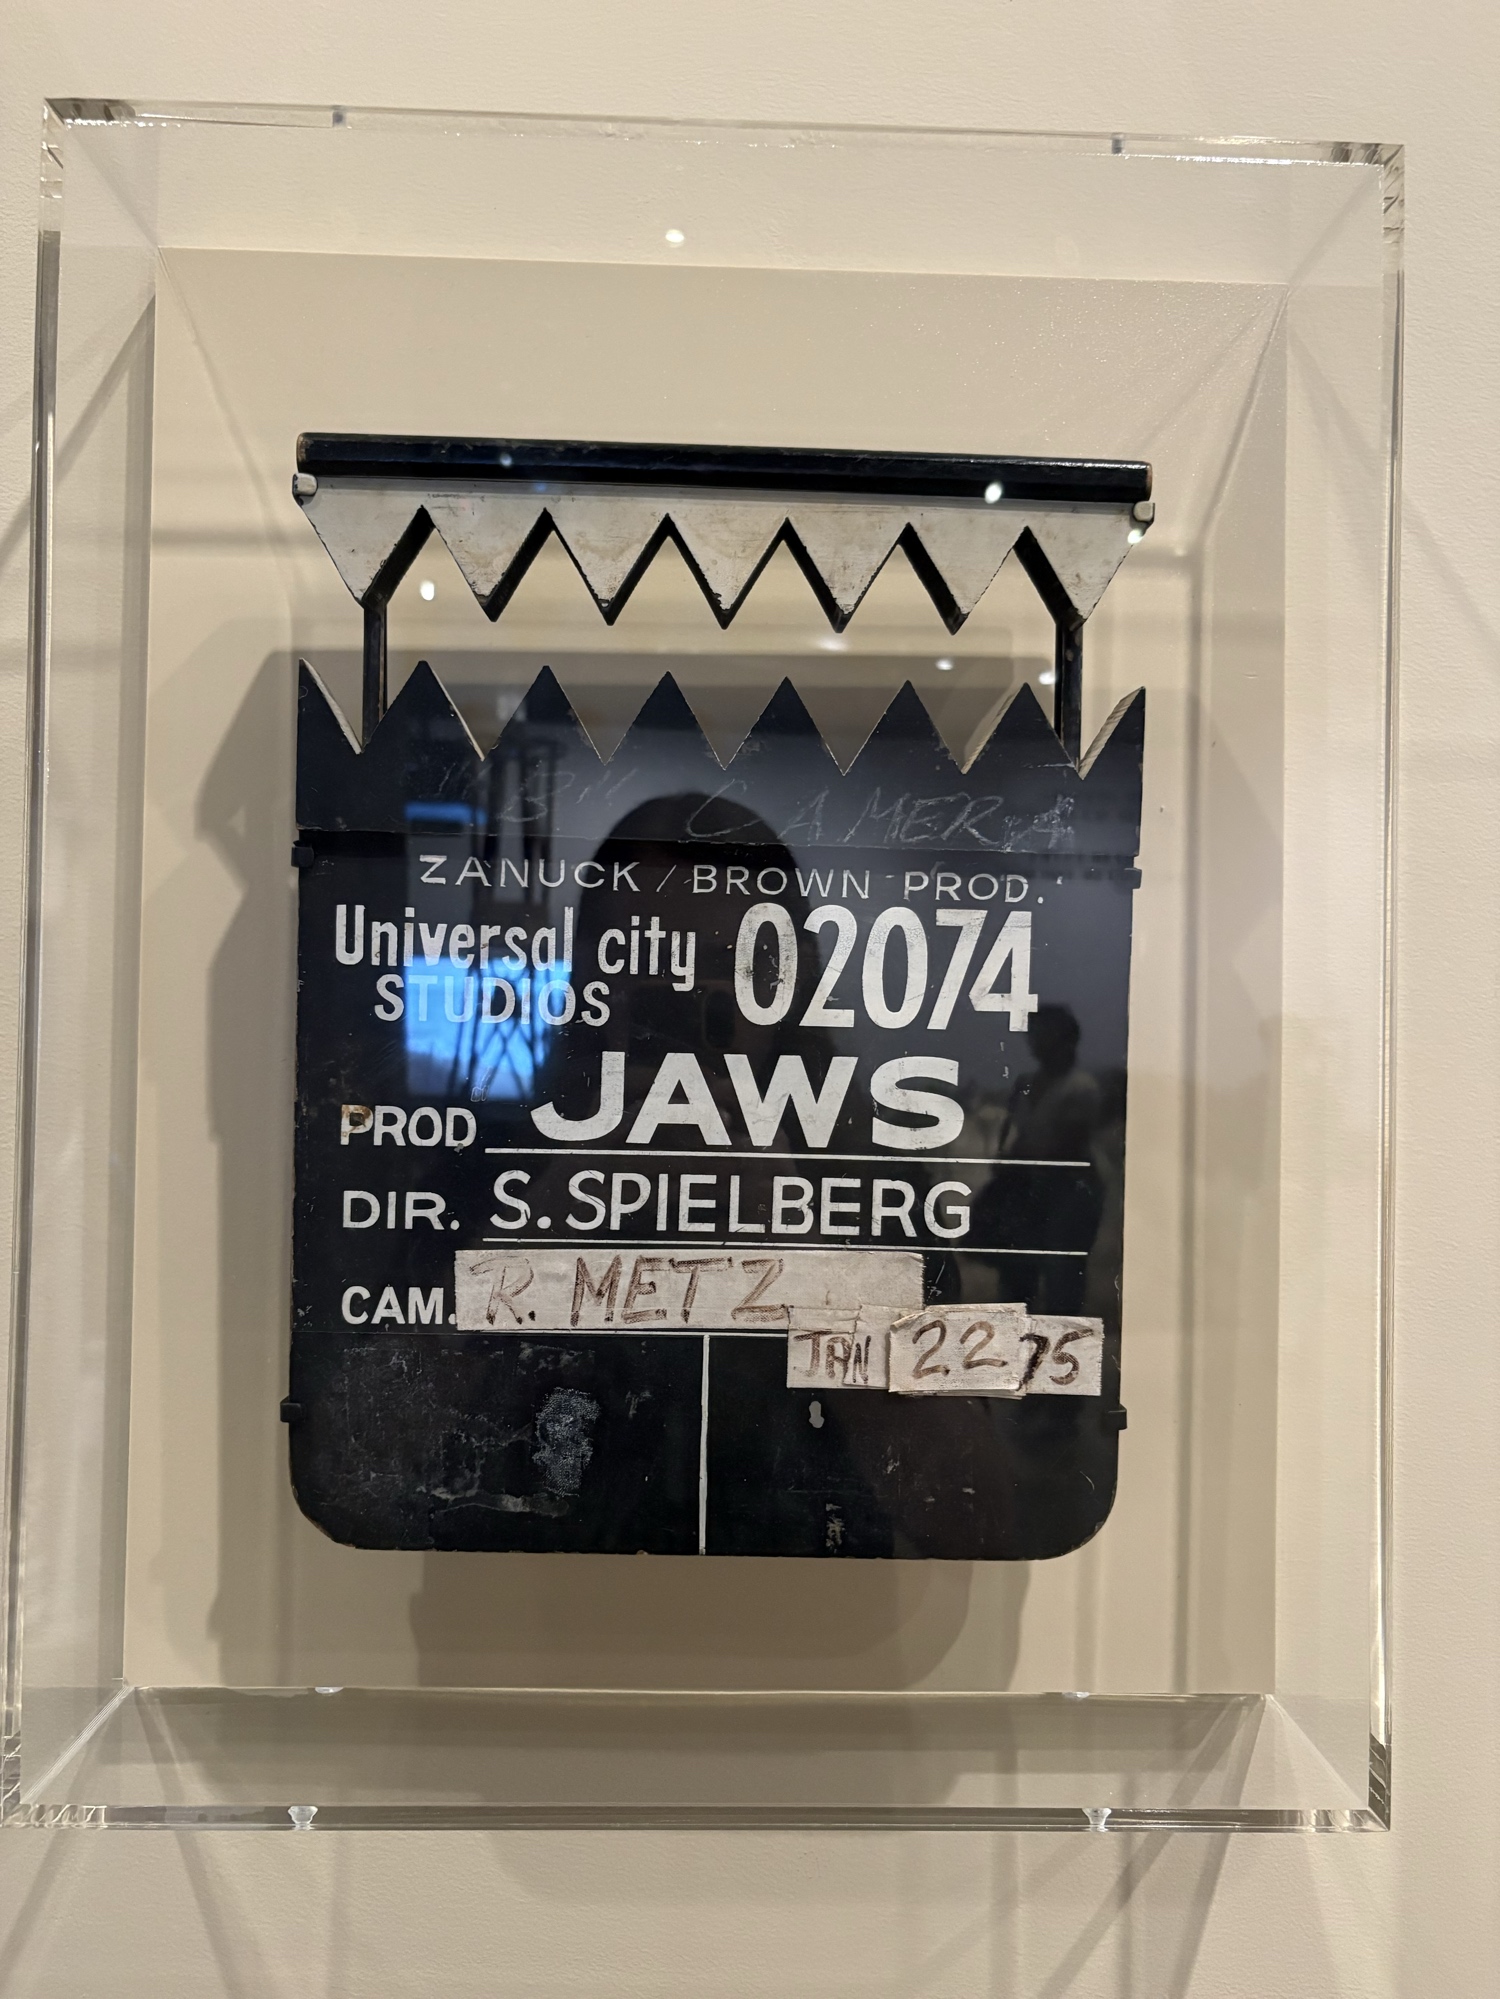 "B" CAMERA
ZANUCK / BROWN PROD.
Universal city STUDIOS
02074
PROD JAWS
DIR. S. SPIELBERG
CAM. R. METZ
JAN 22 75